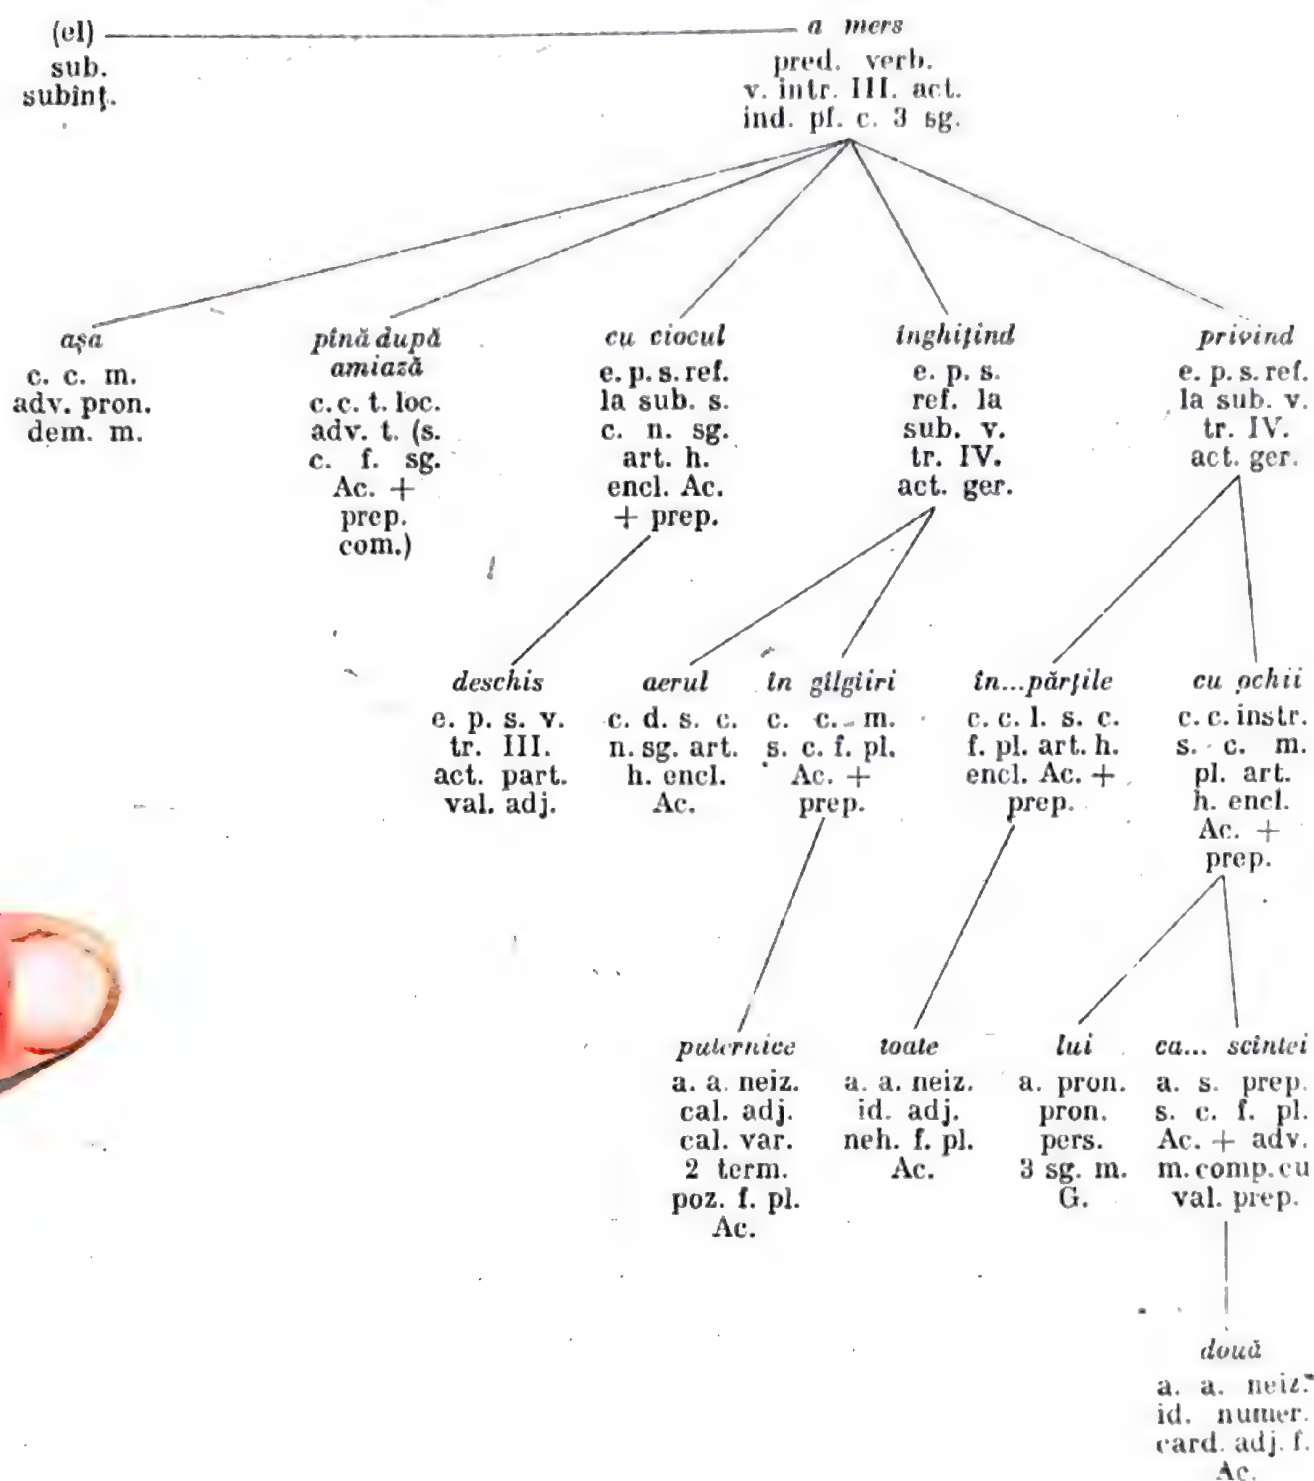 (el)
sub.
subînţ.
a mers
pred. verb.
v. intr. III. act.
ind. pf. c. 3 sg.
aşa
c. c. m.
adv. pron.
dem. m.
pînă după
amiază
c. c. t. loc.
adv. t. (s.
c. f. sg.
Ac. +
prep.
com.)
cu ciocul
e. p. s. ref.
la sub. s.
c. n. sg.
art. h.
encl. Ac.
+ prep.
înghiţind
e. p. s.
ref. la
sub. v.
tr. IV.
act. ger.
privind
e. p. s. ref.
la sub. v.
tr. IV.
act. ger.
deschis
e. p. s. v.
tr. III.
act. part.
val. adj.
aerul
c. d. s. c.
n. sg. art.
h. encl.
Ac.
în gîlgîiri
c. c. m.
s. c. f. pl.
Ac. +
prep.
în...părţile
c. c. l. s. c.
f. pl. art. h.
encl. Ac. +
prep.
cu ochii
c. c. instr.
s. c. m.
pl. art.
h. encl.
Ac. +
prep.
puternice
a. a. neiz.
cal. adj.
cal. var.
2 term.
poz. f. pl.
Ac.
toate
a. a. neiz.
id. adj.
neh. f. pl.
Ac.
lui
a. pron.
pron.
pers.
3 sg. m.
G.
ca... scîntei
a. s. prep.
s. c. f. pl.
Ac. + adv.
m. comp. cu
val. prep.
două
a. a. neiz.
id. numer.
card. adj. f.
Ac.